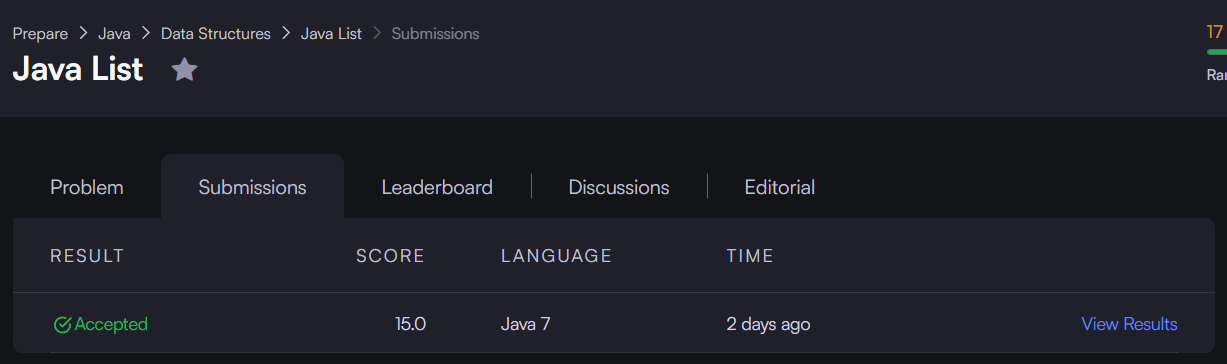 Prepare > Java > Data Structures > Java List > Submissions
17
Java List
Ra
Problem Submissions Leaderboard Discussions Editorial
RESULT SCORE LANGUAGE TIME
Accepted 15.0 Java 7 2 days ago View Results